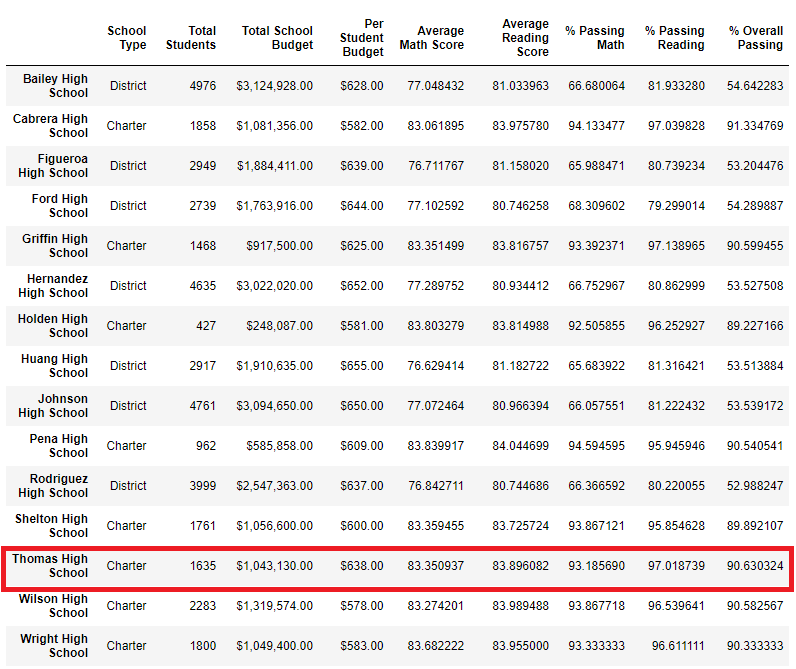 School Type Total Students Total School Budget Per Student Budget Average Math Score Average Reading Score % Passing Math % Passing Reading % Overall Passing
Bailey High School District 4976 $3,124,928.00 $628.00 77.048432 81.033963 66.680064 81.933280 54.642283
Cabrera High School Charter 1858 $1,081,356.00 $582.00 83.061895 83.975780 94.133477 97.039828 91.334769
Figueroa High School District 2949 $1,884,411.00 $639.00 76.711767 81.158020 65.988471 80.739234 53.204476
Ford High School District 2739 $1,763,916.00 $644.00 77.102592 80.746258 68.309602 79.299014 54.289887
Griffin High School Charter 1468 $917,500.00 $625.00 83.351499 83.816757 93.392371 97.138965 90.599455
Hernandez High School District 4635 $3,022,020.00 $652.00 77.289752 80.934412 66.752967 80.862999 53.527508
Holden High School Charter 427 $248,087.00 $581.00 83.803279 83.814988 92.505855 96.252927 89.227166
Huang High School District 2917 $1,910,635.00 $655.00 76.629414 81.182722 65.683922 81.316421 53.513884
Johnson High School District 4761 $3,094,650.00 $650.00 77.072464 80.966394 66.057551 81.222432 53.539172
Pena High School Charter 962 $585,858.00 $609.00 83.839917 84.044699 94.594595 95.945946 90.540541
Rodriguez High School District 3999 $2,547,363.00 $637.00 76.842711 80.744686 66.366592 80.220055 52.988247
Shelton High School Charter 1761 $1,056,600.00 $600.00 83.359455 83.725724 93.867121 95.854628 89.892107
Thomas High School Charter 1635 $1,043,130.00 $638.00 83.350937 83.896082 93.185690 97.018739 90.630324
Wilson High School Charter 2283 $1,319,574.00 $578.00 83.274201 83.989488 93.867718 96.539641 90.582567
Wright High School Charter 1800 $1,049,400.00 $583.00 83.682222 83.955000 93.333333 96.611111 90.333333